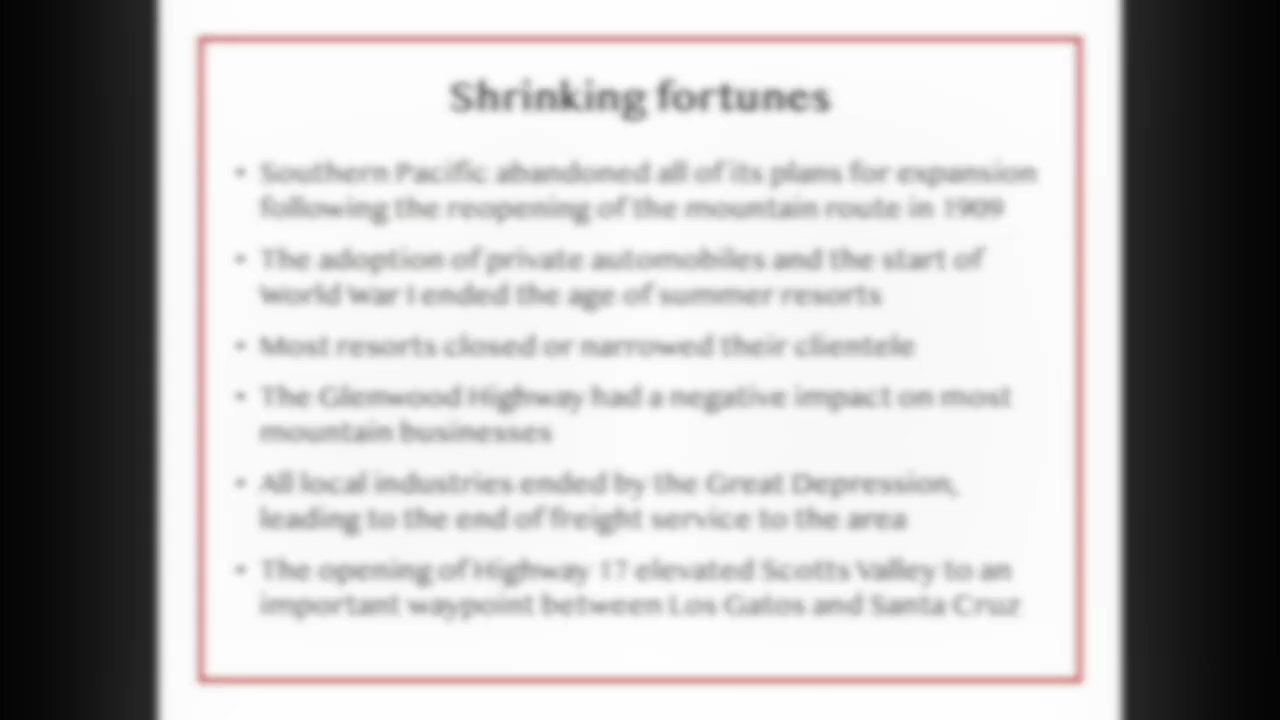 Shrinking fortunes
• Southern Pacific abandoned all of its plans for expansion
following the reopening of the mountain route in 1909
• The adoption of private automobiles and the start of
World War I ended the age of summer resorts
• Most resorts closed or narrowed their clientele
• The Glenwood Highway had a negative impact on most
mountain businesses
• All local industries ended by the Great Depression,
leading to the end of freight service to the area
• The opening of Highway 17 elevated Scotts Valley to an
important waypoint between Los Gatos and Santa Cruz